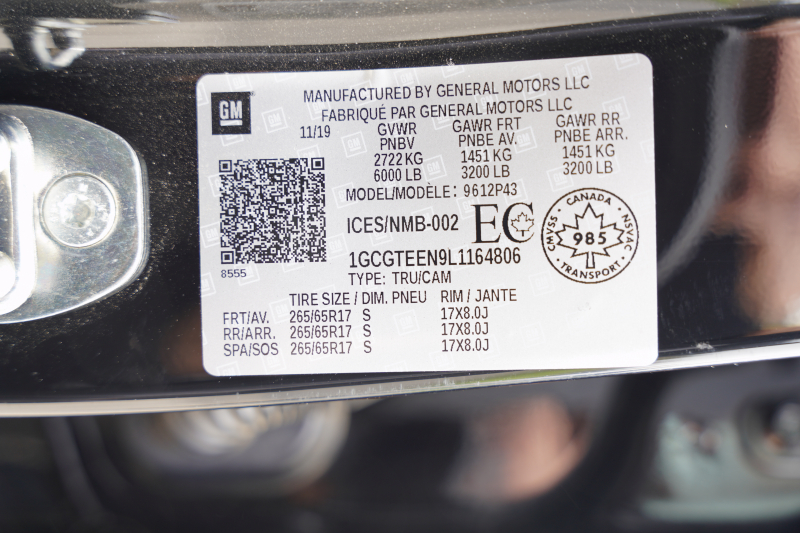 GM
MANUFACTURED BY GENERAL MOTORS LLC
FABRIQUÉ PAR GENERAL MOTORS LLC
11/19 GVWR GAWR FRT GAWR RR
PNBV PNBE AV. PNBE ARR.
2722 KG 1451 KG 1451 KG
6000 LB 3200 LB 3200 LB
MODEL/MODÈLE: 9612P43
ICES/NMB-002 EC
CANADA
CMVSS - NSVAC
985
TRANSPORT
8555
1GCGTEEN9L1164806
TYPE: TRU/CAM
TIRE SIZE / DIM. PNEU RIM / JANTE
FRT/AV. 265/65R17 S 17X8.0J
RR/ARR. 265/65R17 S 17X8.0J
SPA/SOS 265/65R17 S 17X8.0J